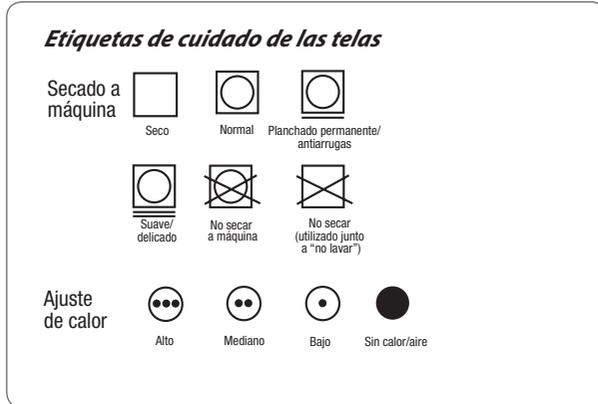 Etiquetas de cuidado de las telas
Secado a
máquina
Seco
Normal
Planchado permanente/
antiarrugas
Suave/
delicado
No secar
a máquina
No secar
(utilizado junto
a “no lavar”)
Ajuste
de calor
Alto
Mediano
Bajo
Sin calor/aire